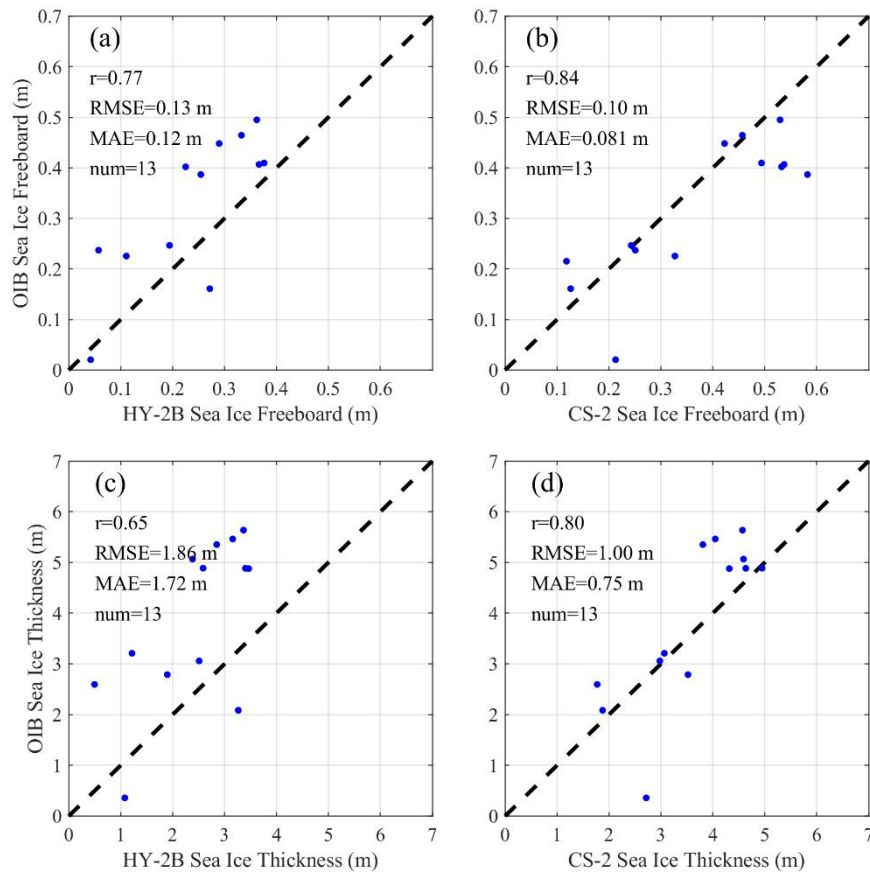 (a)
r=0.77
RMSE=0.13 m
MAE=0.12 m
num=13
0.7
0.6
0.5
0.4
0.3
0.2
0.1
0
0 0.1 0.2 0.3 0.4 0.5 0.6
OIB Sea Ice Freeboard (m)
HY-2B Sea Ice Freeboard (m)
(b)
r=0.84
RMSE=0.10 m
MAE=0.081 m
num=13
0.7
0.6
0.5
0.4
0.3
0.2
0.1
0
0 0.1 0.2 0.3 0.4 0.5 0.6
CS-2 Sea Ice Freeboard (m)
(c)
r=0.65
RMSE=1.86 m
MAE=1.72 m
num=13
7
6
5
4
3
2
1
0
0 1 2 3 4 5 6 7
OIB Sea Ice Thickness (m)
HY-2B Sea Ice Thickness (m)
(d)
r=0.80
RMSE=1.00 m
MAE=0.75 m
num=13
7
6
5
4
3
2
1
0
0 1 2 3 4 5 6 7
CS-2 Sea Ice Thickness (m)